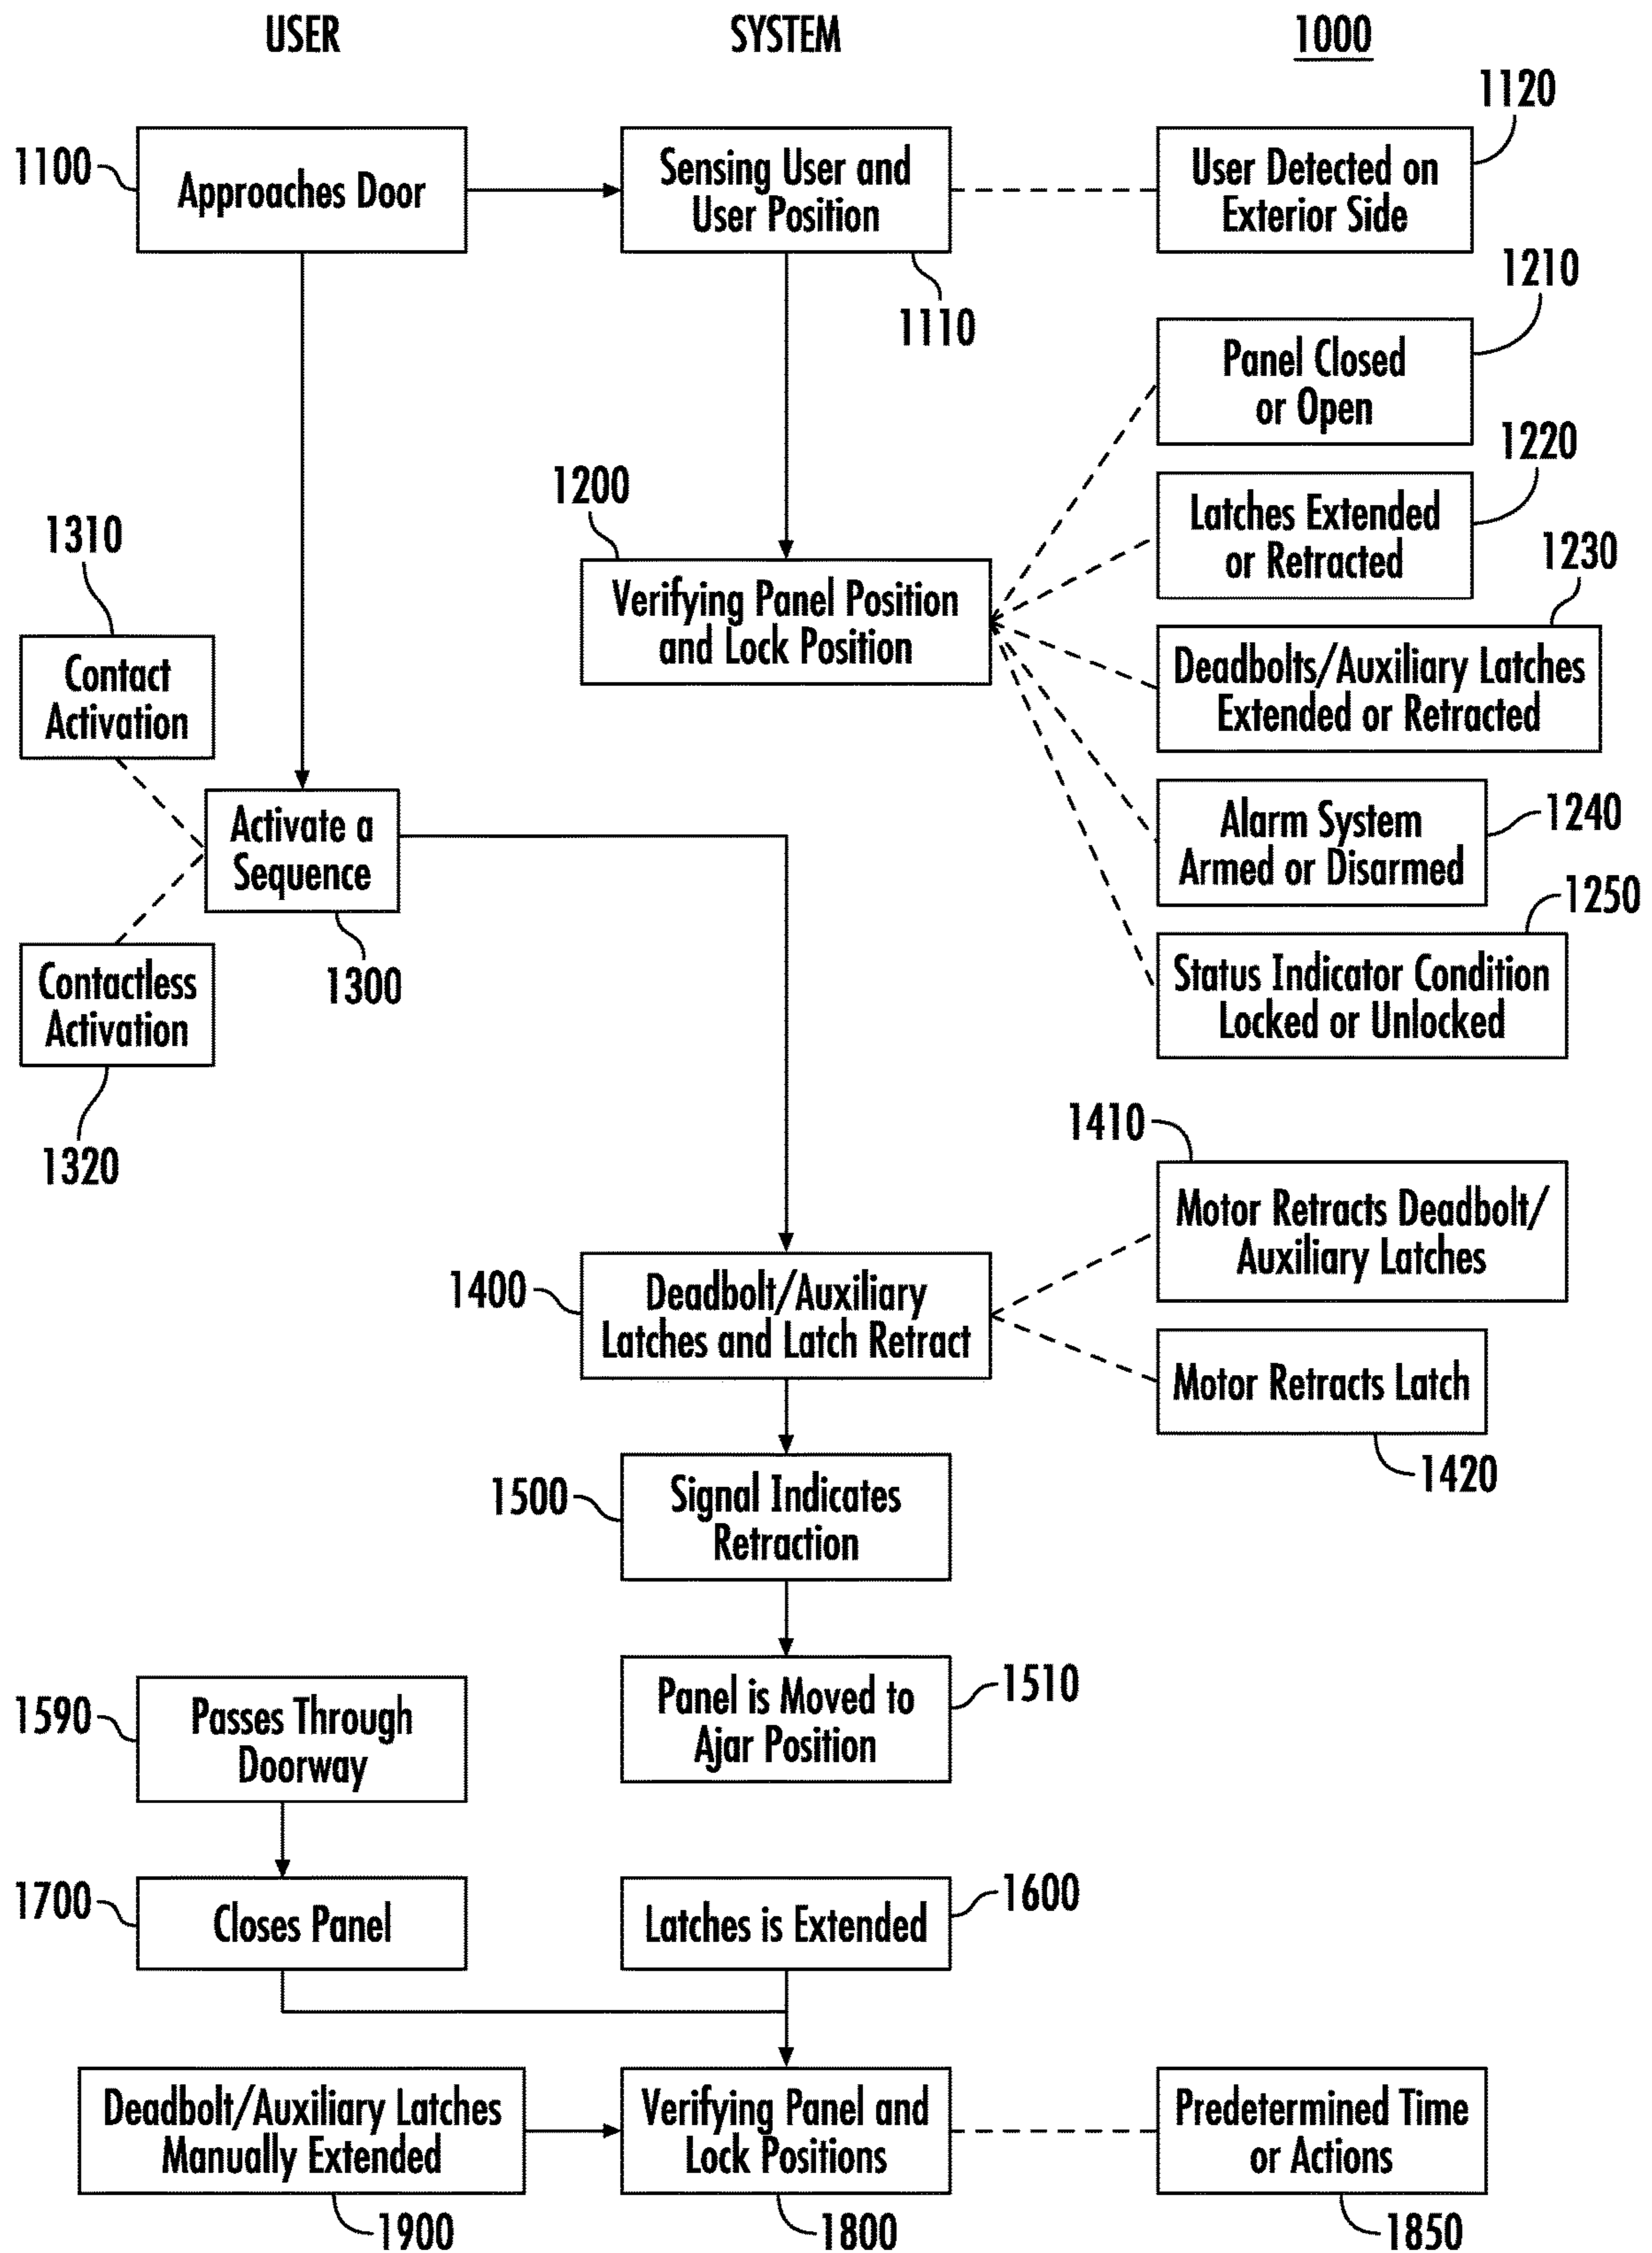 USER
SYSTEM
1000
1120
1100
Approaches Door
Sensing User and
User Position
User Detected on
Exterior Side
1110
1210
Panel Closed
or Open
1220
1200
Latches Extended
or Retracted
1310
1230
Verifying Panel Position
and Lock Position
Contact
Activation
Deadbolts/Auxiliary Latches
Extended or Retracted
Activate a
Sequence
1240
Alarm System
Armed or Disarmed
1250
Contactless
Activation
1300
Status Indicator Condition
Locked or Unlocked
1320
1410
Motor Retracts Deadbolt/
Auxiliary Latches
1400
Deadbolt/Auxiliary
Latches and Latch Retract
Motor Retracts Latch
1420
1500
Signal Indicates
Retraction
1590
Passes Through
Doorway
Panel is Moved to
Ajar Position
1510
1700
Closes Panel
Latches is Extended
1600
Deadbolt/Auxiliary Latches
Manually Extended
Verifying Panel and
Lock Positions
Predetermined Time
or Actions
1900
1800
1850